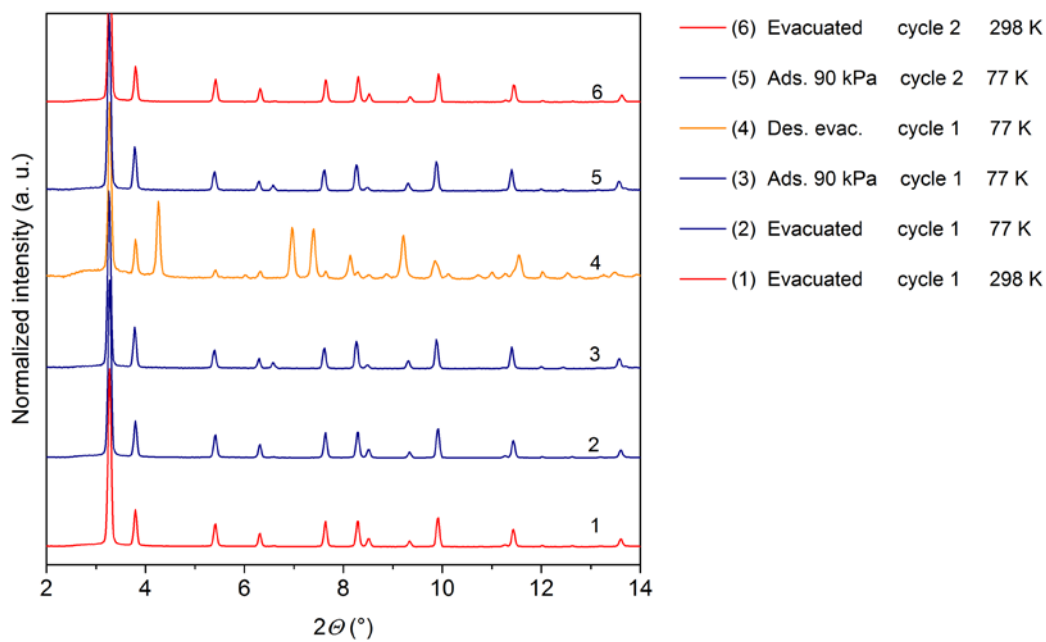 Normalized intensity (a. u.)
6
5
4
3
2
1
2 4 6 8 10 12 14
2Θ (°)
(6) Evacuated cycle 2 298 K
(5) Ads. 90 kPa cycle 2 77 K
(4) Des. evac. cycle 1 77 K
(3) Ads. 90 kPa cycle 1 77 K
(2) Evacuated cycle 1 77 K
(1) Evacuated cycle 1 298 K